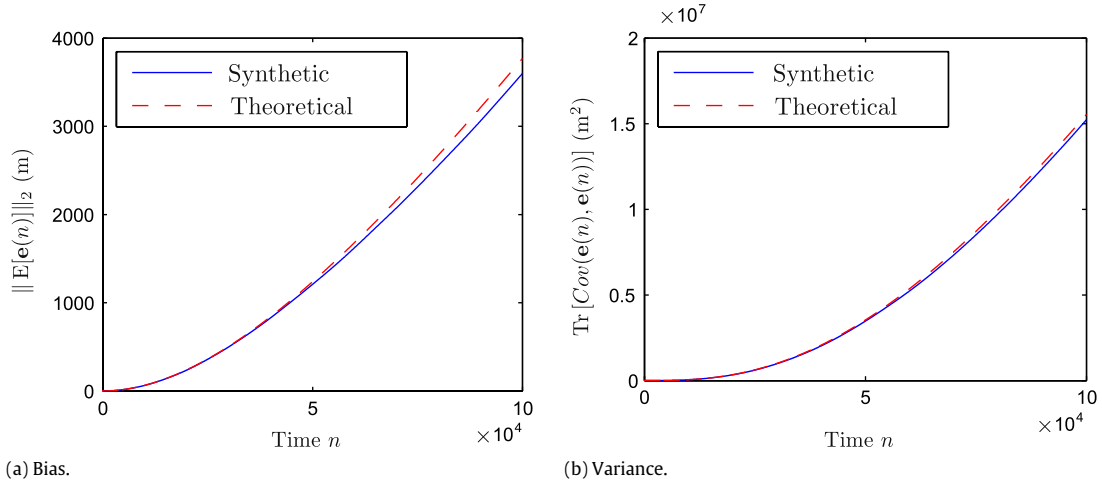 4000
3000
2000
1000
0
0
5
10
×10⁴
Synthetic
Theoretical
‖ E[e(n)]‖₂ (m)
Time n
(a) Bias.
×10⁷
2
1.5
1
0.5
0
0
5
10
×10⁴
Synthetic
Theoretical
Tr [Cov(e(n), e(n))] (m²)
Time n
(b) Variance.